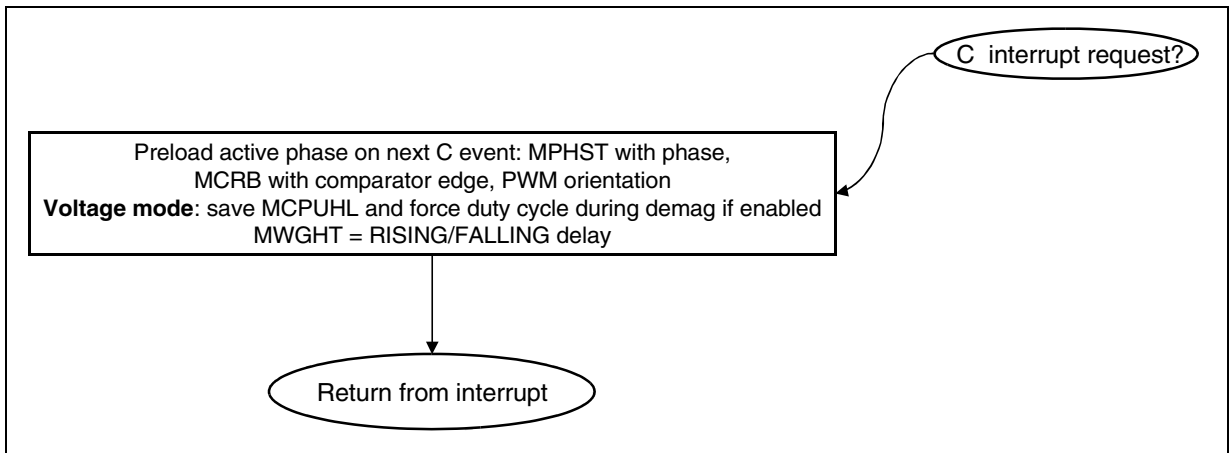 C interrupt request?
Preload active phase on next C event: MPHST with phase,
MCRB with comparator edge, PWM orientation
Voltage mode: save MCPUHL and force duty cycle during demag if enabled
MWGHT = RISING/FALLING delay
Return from interrupt